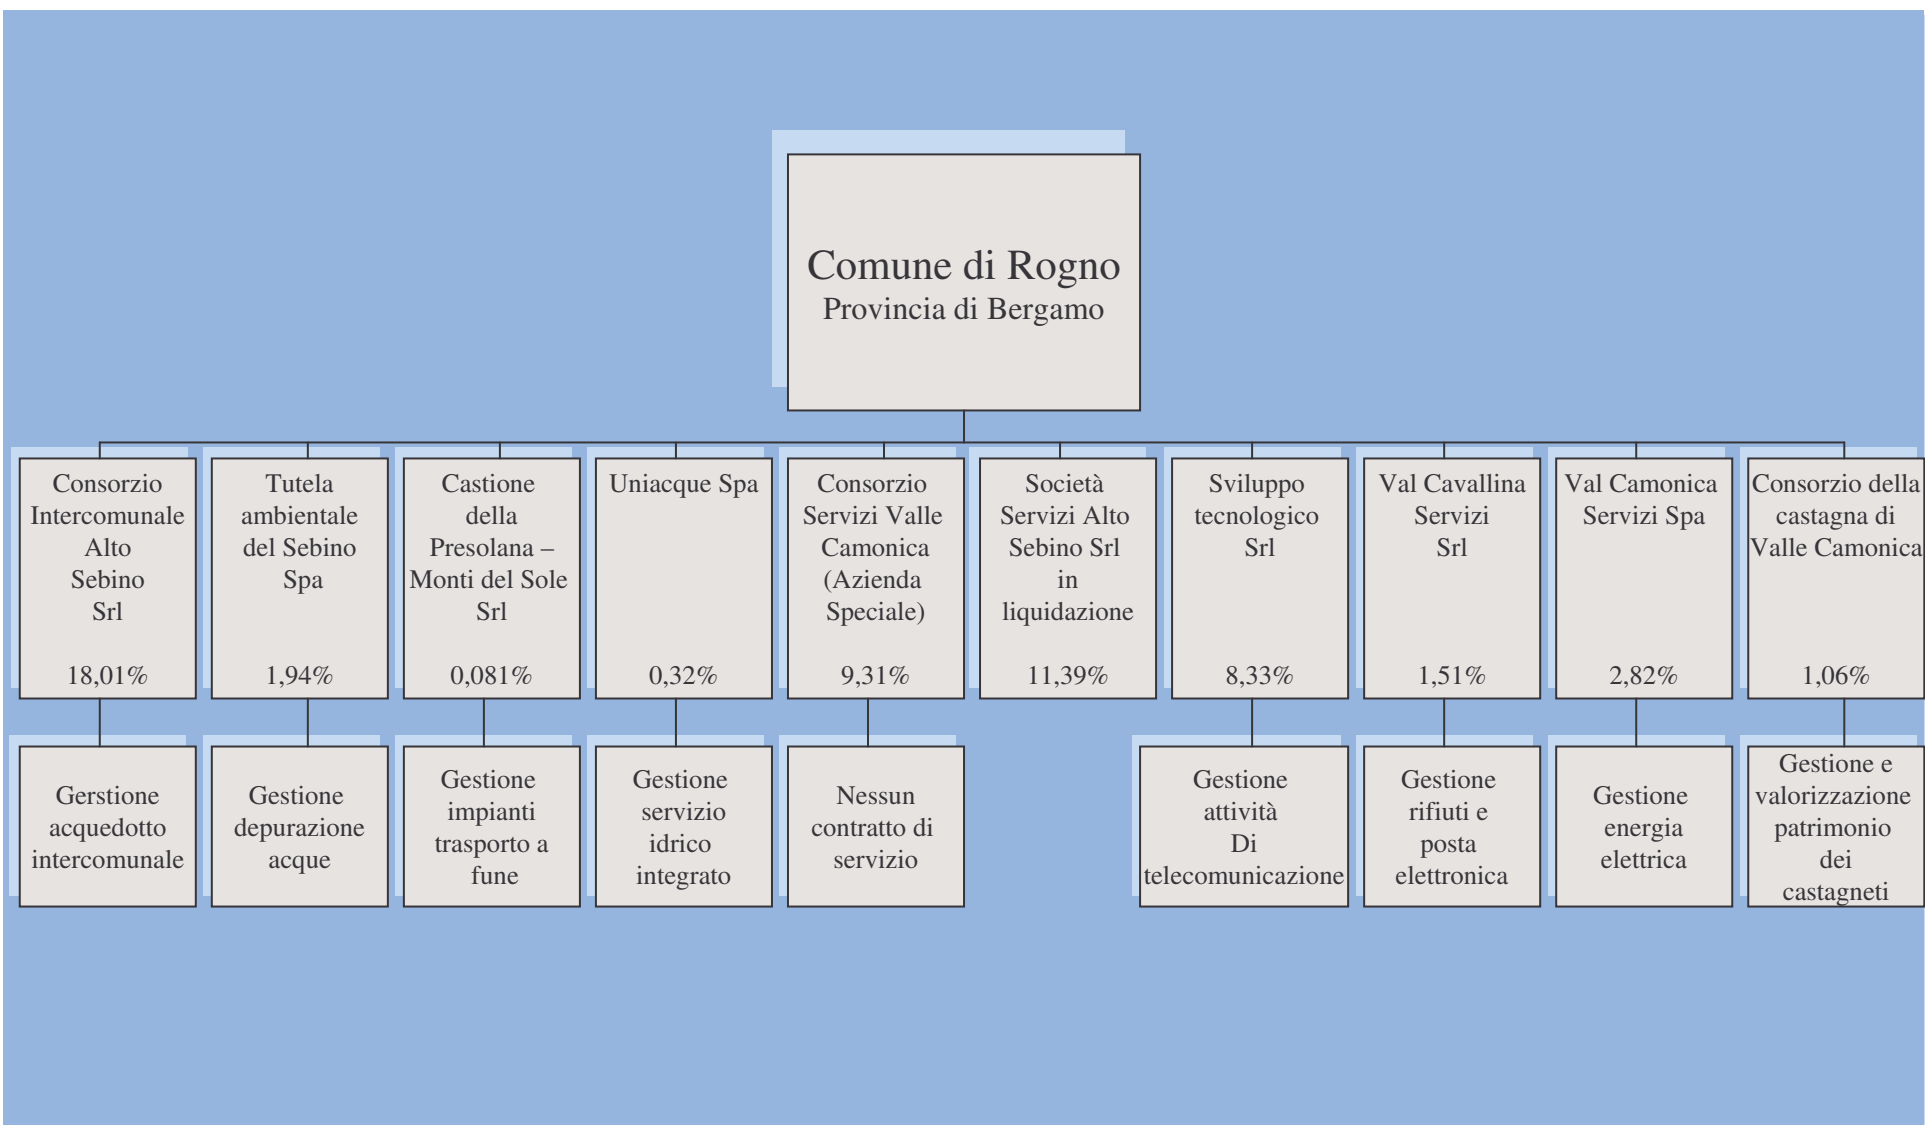 Comune di Rogno
Provincia di Bergamo
Consorzio
Intercomunale
Alto
Sebino
Srl
18,01%
Tutela
ambientale
del Sebino
Spa
1,94%
Castione
della
Presolana –
Monti del Sole
Srl
0,081%
Uniacque Spa
0,32%
Consorzio
Servizi Valle
Camonica
(Azienda
Speciale)
9,31%
Società
Servizi Alto
Sebino Srl
in
liquidazione
11,39%
Sviluppo
tecnologico
Srl
8,33%
Val Cavallina
Servizi
Srl
1,51%
Val Camonica
Servizi Spa
2,82%
Consorzio della
castagna di
Valle Camonica
1,06%
Gerstione
acquedotto
intercomunale
Gestione
depurazione
acque
Gestione
impianti
trasporto a
fune
Gestione
servizio
idrico
integrato
Nessun
contratto di
servizio
Gestione
attività
Di
telecomunicazione
Gestione
rifiuti e
posta
elettronica
Gestione
energia
elettrica
Gestione e
valorizzazione
patrimonio
dei
castagneti